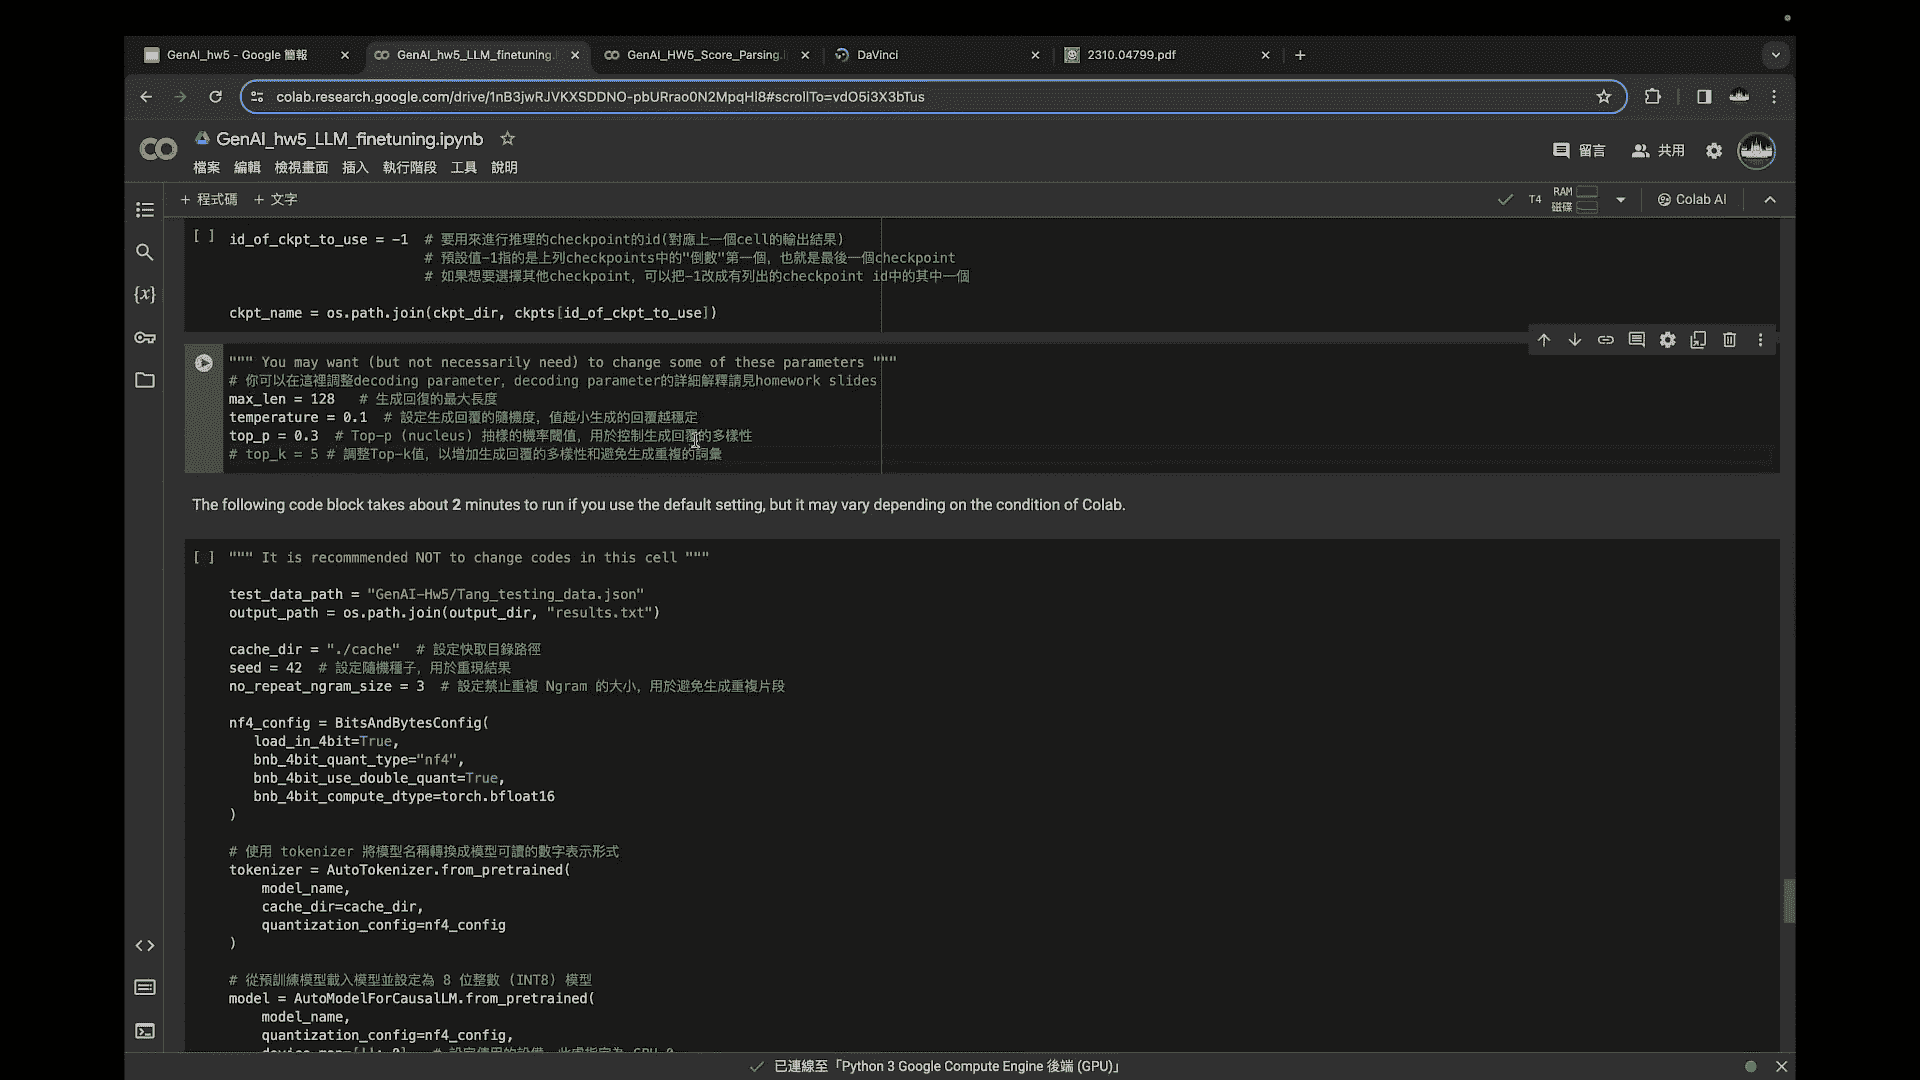 GenAI_hw5 - Google 簡報
GenAI_hw5_LLM_finetuning.
GenAI_HW5_Score_Parsing.
DaVinci
2310.04799.pdf
colab.research.google.com/drive/1nB3jwRJVKXSDDNO-pbURrao0N2MpqHl8#scrollTo=vdO5i3X3bTus
GenAI_hw5_LLM_finetuning.ipynb
檔案 編輯 檢視畫面 插入 執行階段 工具 說明
留言 共用
+ 程式碼 + 文字
T4 RAM 磁碟 Colab AI
[ ] id_of_ckpt_to_use = -1 # 要用來進行推理的checkpoint的id(對應上一個cell的輸出結果)
# 預設值-1指的是上列checkpoints中的"倒數"第一個，也就是最後一個checkpoint
# 如果想要選擇其他checkpoint，可以把-1改成有列出的checkpoint id中的其中一個
ckpt_name = os.path.join(ckpt_dir, ckpts[id_of_ckpt_to_use])
""" You may want (but not necessarily need) to change some of these parameters """
# 你可以在這裡調整decoding parameter，decoding parameter的詳細解釋請見homework slides
max_len = 128 # 生成回復的最大長度
temperature = 0.1 # 設定生成回覆的隨機度，值越小生成的回覆越穩定
top_p = 0.3 # Top-p (nucleus) 抽樣的機率閾值，用於控制生成回覆的多樣性
# top_k = 5 # 調整Top-k值，以增加生成回覆的多樣性和避免生成重複的詞彙
The following code block takes about 2 minutes to run if you use the default setting, but it may vary depending on the condition of Colab.
[ ] """ It is recommmended NOT to change codes in this cell """
test_data_path = "GenAI-Hw5/Tang_testing_data.json"
output_path = os.path.join(output_dir, "results.txt")
cache_dir = "./cache" # 設定快取目錄路徑
seed = 42 # 設定隨機種子，用於重現結果
no_repeat_ngram_size = 3 # 設定禁止重複 Ngram 的大小，用於避免生成重複片段
nf4_config = BitsAndBytesConfig(
load_in_4bit=True,
bnb_4bit_quant_type="nf4",
bnb_4bit_use_double_quant=True,
bnb_4bit_compute_dtype=torch.bfloat16
)
# 使用 tokenizer 將模型名稱轉換成模型可讀的數字表示形式
tokenizer = AutoTokenizer.from_pretrained(
model_name,
cache_dir=cache_dir,
quantization_config=nf4_config
)
# 從預訓練模型載入模型並設定為 8 位整數 (INT8) 模型
model = AutoModelForCausalLM.from_pretrained(
model_name,
quantization_config=nf4_config,
已連線至「Python 3 Google Compute Engine 後端 (GPU)」